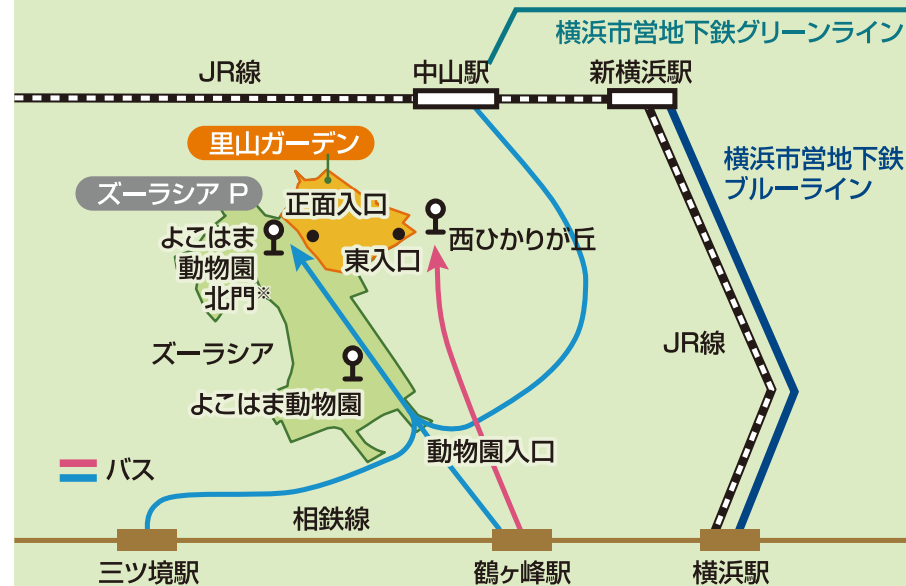 横浜市営地下鉄グリーンライン
JR線
中山駅
新横浜駅
里山ガーデン
横浜市営地下鉄
ブルーライン
ズーラシア P
正面入口
よこはま
動物園
北門※
西ひかりが丘
東入口
ズーラシア
JR線
よこはま動物園
動物園入口
バス
相鉄線
三ツ境駅
鶴ヶ峰駅
横浜駅